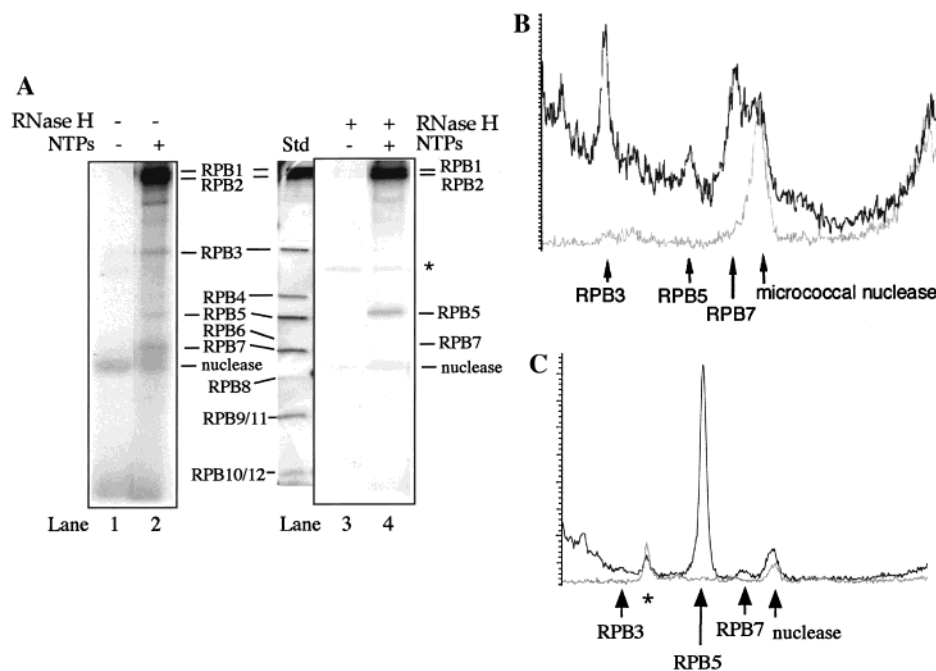 A
RNase H - -
NTPs - +
RPB1
RPB2
RPB3
RPB4
RPB5
RPB6
RPB7
nuclease
RPB8
RPB9/11
RPB10/12
Lane 1 2
Std
+ + RNase H
- + NTPs
RPB1
RPB2
*
RPB5
RPB7
nuclease
Lane 3 4
B
RPB3
RPB5
RPB7
micrococcal nuclease
C
RPB3
*
RPB5
RPB7
nuclease